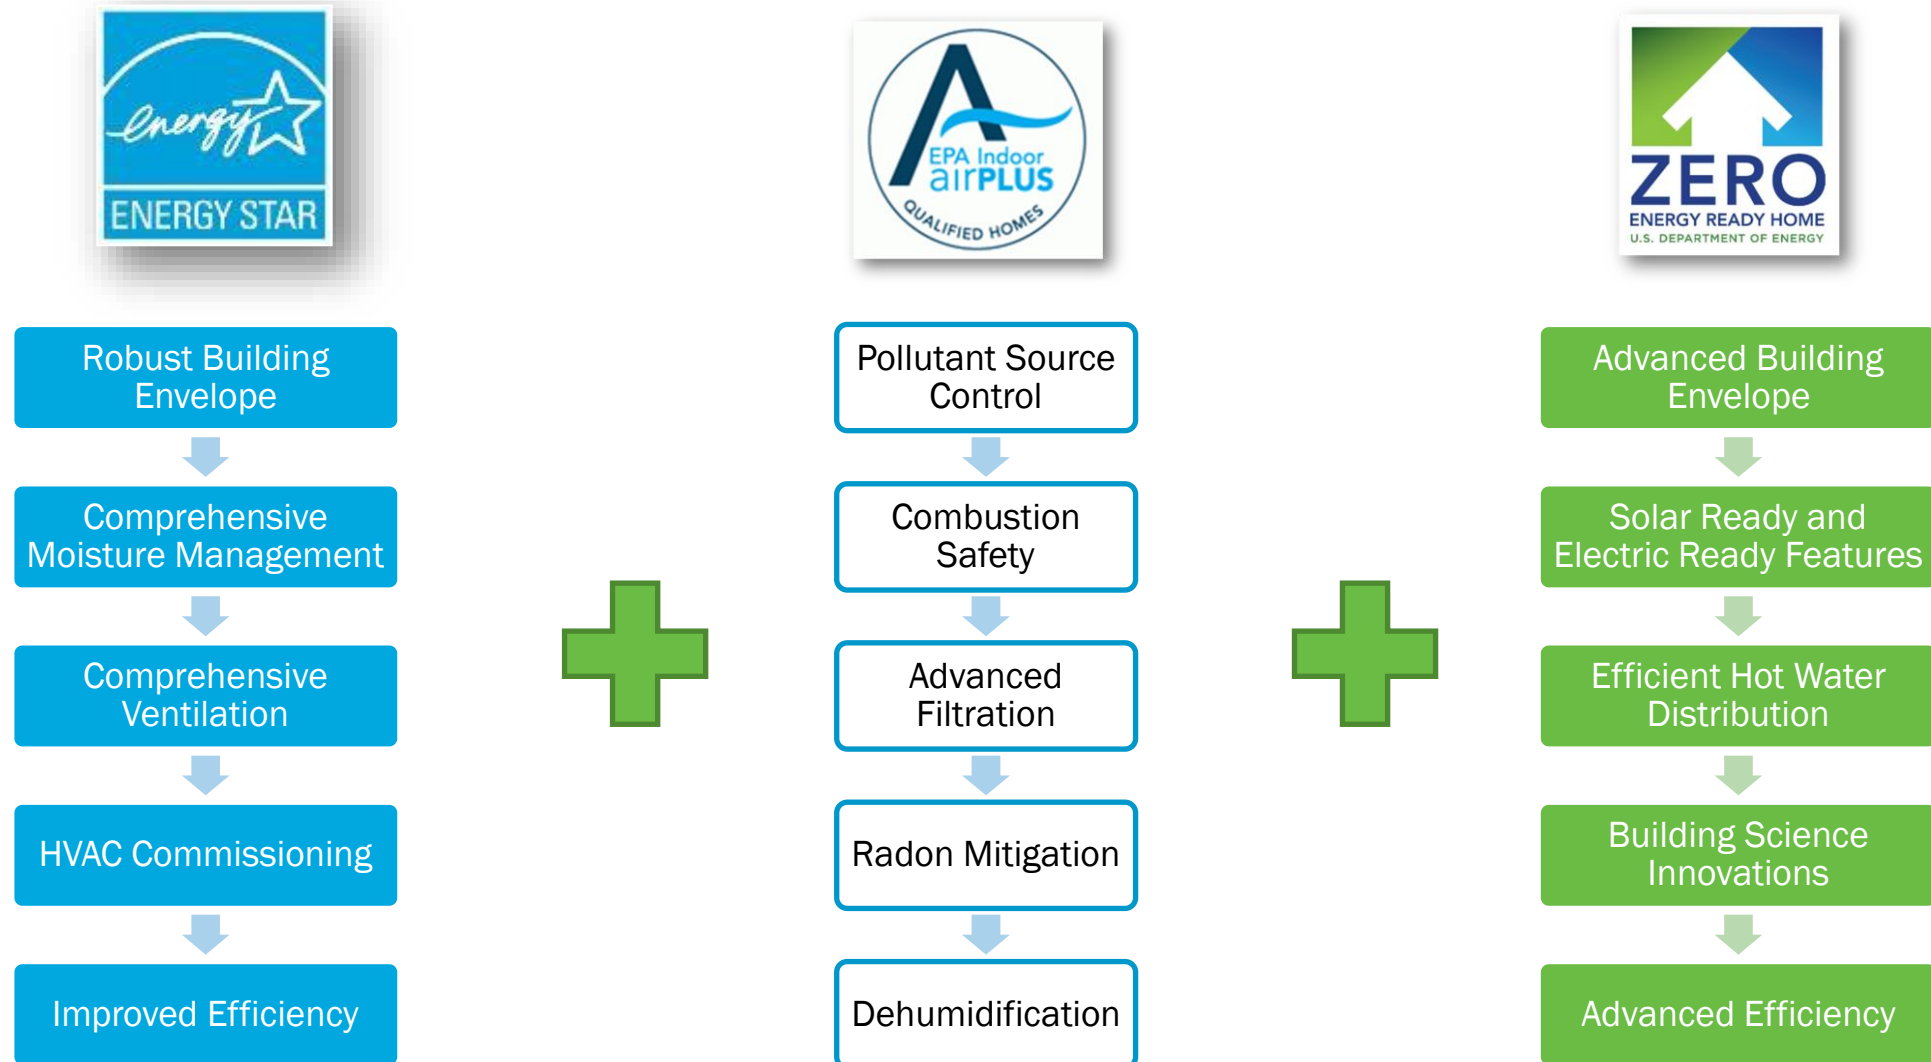 energy
ENERGY STAR
EPA Indoor
airPLUS
QUALIFIED HOMES
ZERO
ENERGY READY HOME
U.S. DEPARTMENT OF ENERGY
Robust Building
Envelope
Comprehensive
Moisture Management
Comprehensive
Ventilation
HVAC Commissioning
Improved Efficiency
Pollutant Source
Control
Combustion
Safety
Advanced
Filtration
Radon Mitigation
Dehumidification
Advanced Building
Envelope
Solar Ready and
Electric Ready Features
Efficient Hot Water
Distribution
Building Science
Innovations
Advanced Efficiency